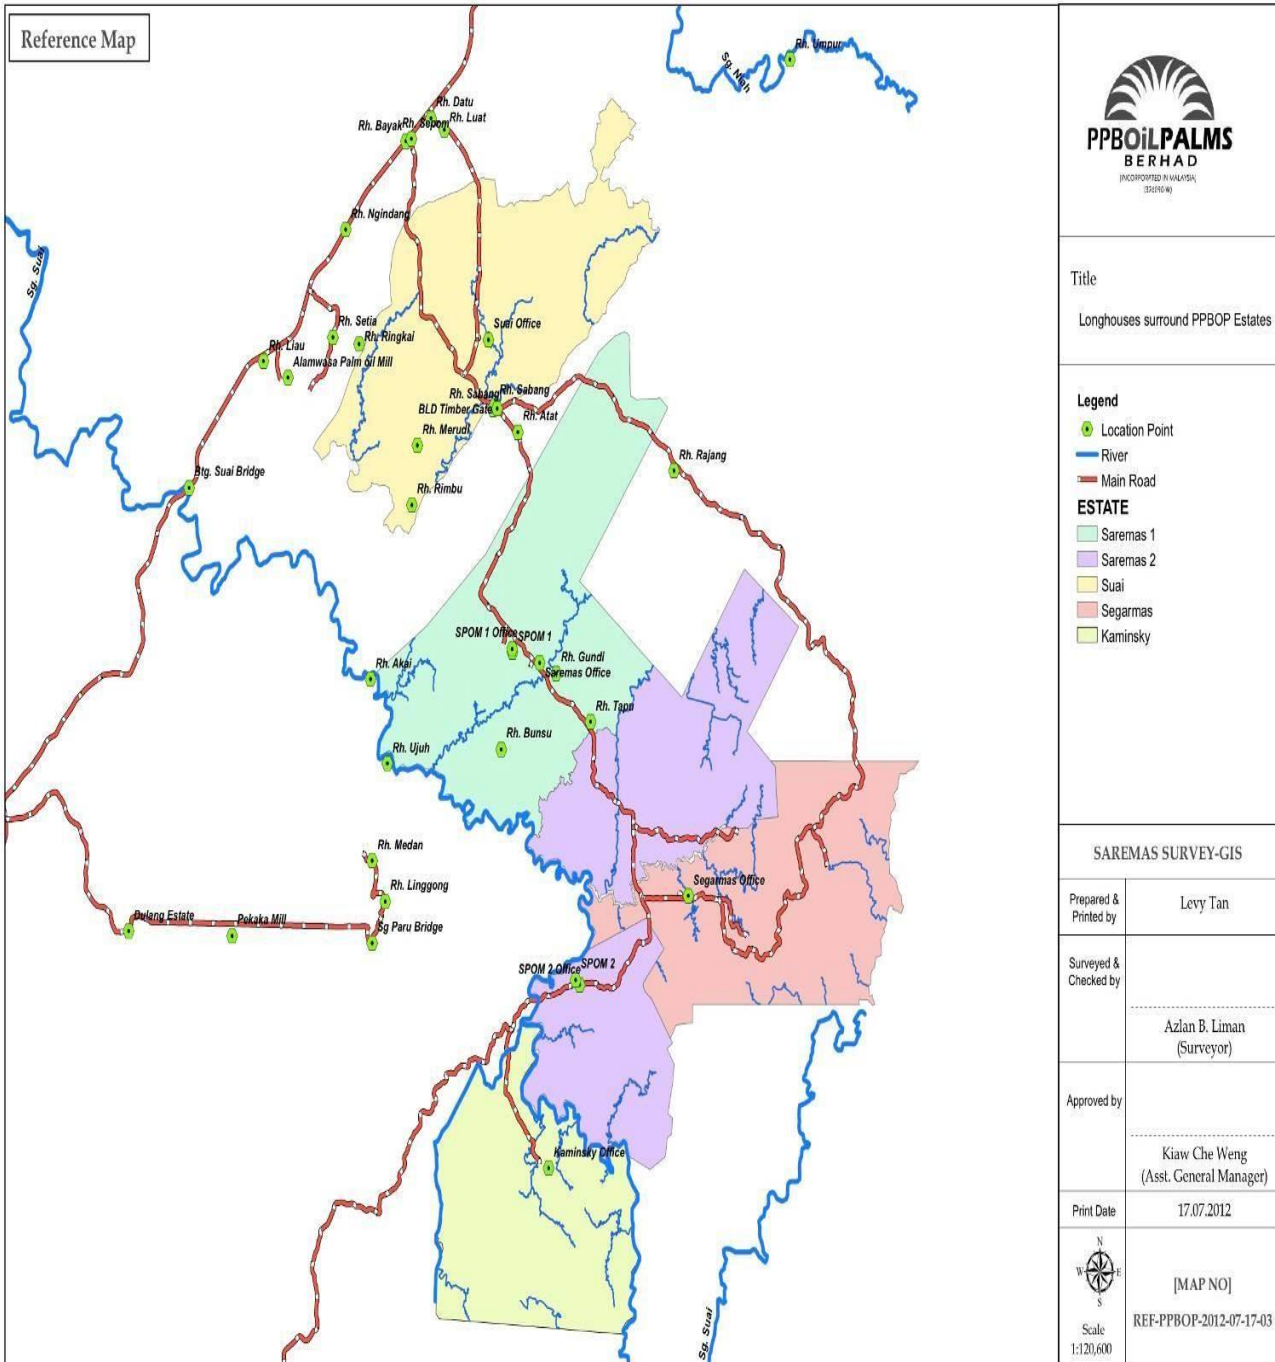 Reference Map
Rh. Umpur
Sg. Niah
Rh. Datu
Rh. Luat
Rh. Bayak
Rh. Sepom
Rh. Ngindang
Sg. Suai
Rh. Setia
Rh. Ringkai
Suai Office
Rh. Liau
Alamwasa Palm oil Mill
Rh. Sabang
Rh. Sabang
BLD Timber Gate
Rh. Atat
Rh. Merudi
Rh. Rajang
Btg. Suai Bridge
Rh. Rimbu
SPOM 1 Office
SPOM 1
Rh. Gundi
Saremas Office
Rh. Akai
Rh. Tapu
Rh. Bunsu
Rh. Ujuh
Rh. Medan
Rh. Linggong
Segarmas Office
Dulang Estate
Pekaka Mill
Sg Paru Bridge
SPOM 2 Office
SPOM 2
Kaminsky Office
Sg. Suai
PPBOiLPALMS
BERHAD
(INCORPORATED IN MALAYSIA)
Title
Longhouses surround PPBOP Estates
Legend
Location Point
River
Main Road
ESTATE
Saremas 1
Saremas 2
Suai
Segarmas
Kaminsky
SAREMAS SURVEY-GIS
Prepared &
Printed by
Levy Tan
Surveyed &
Checked by
Azlan B. Liman
(Surveyor)
Approved by
Kiaw Che Weng
(Asst. General Manager)
Print Date
17.07.2012
N
W E
S
Scale
1:120,600
[MAP NO]
REF-PPBOP-2012-07-17-03